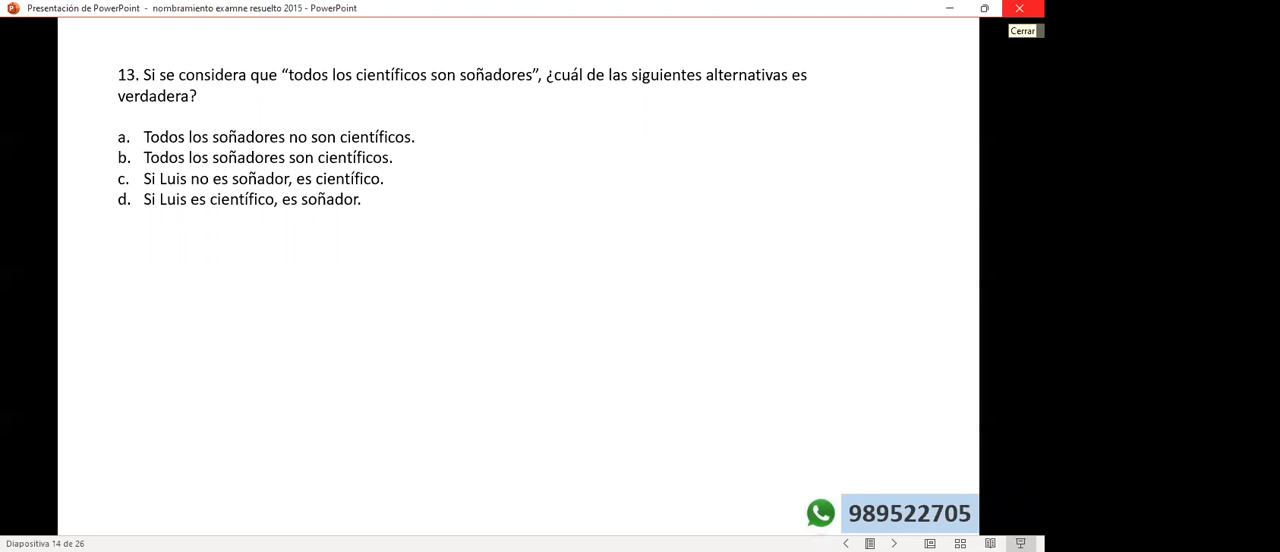 Presentación de PowerPoint - nombramiento examne resuelto 2015 - PowerPoint
Cerrar
13. Si se considera que “todos los científicos son soñadores”, ¿cuál de las siguientes alternativas es
verdadera?
a. Todos los soñadores no son científicos.
b. Todos los soñadores son científicos.
c. Si Luis no es soñador, es científico.
d. Si Luis es científico, es soñador.
989522705
Diapositiva 14 de 26